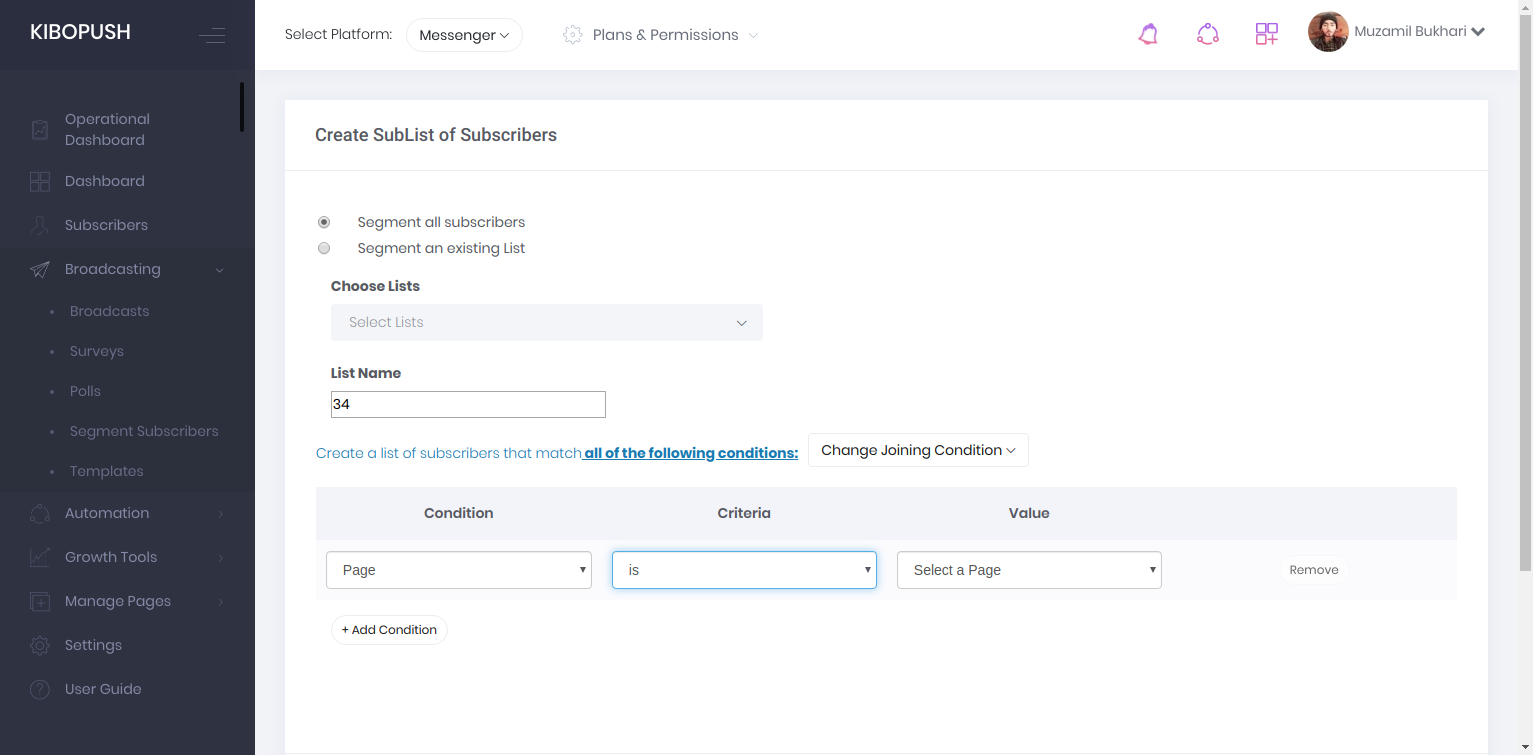 KIBOPUSH
Select Platform: Messenger Plans & Permissions Muzamil Bukhari
Operational
Dashboard
Dashboard
Subscribers
Broadcasting
Broadcasts
Surveys
Polls
Segment Subscribers
Templates
Automation
Growth Tools
Manage Pages
Settings
User Guide
Create SubList of Subscribers
Segment all subscribers
Segment an existing List
Choose Lists
Select Lists
List Name
34
Create a list of subscribers that match all of the following conditions: Change Joining Condition
Condition Criteria Value
Page is Select a Page Remove
+ Add Condition